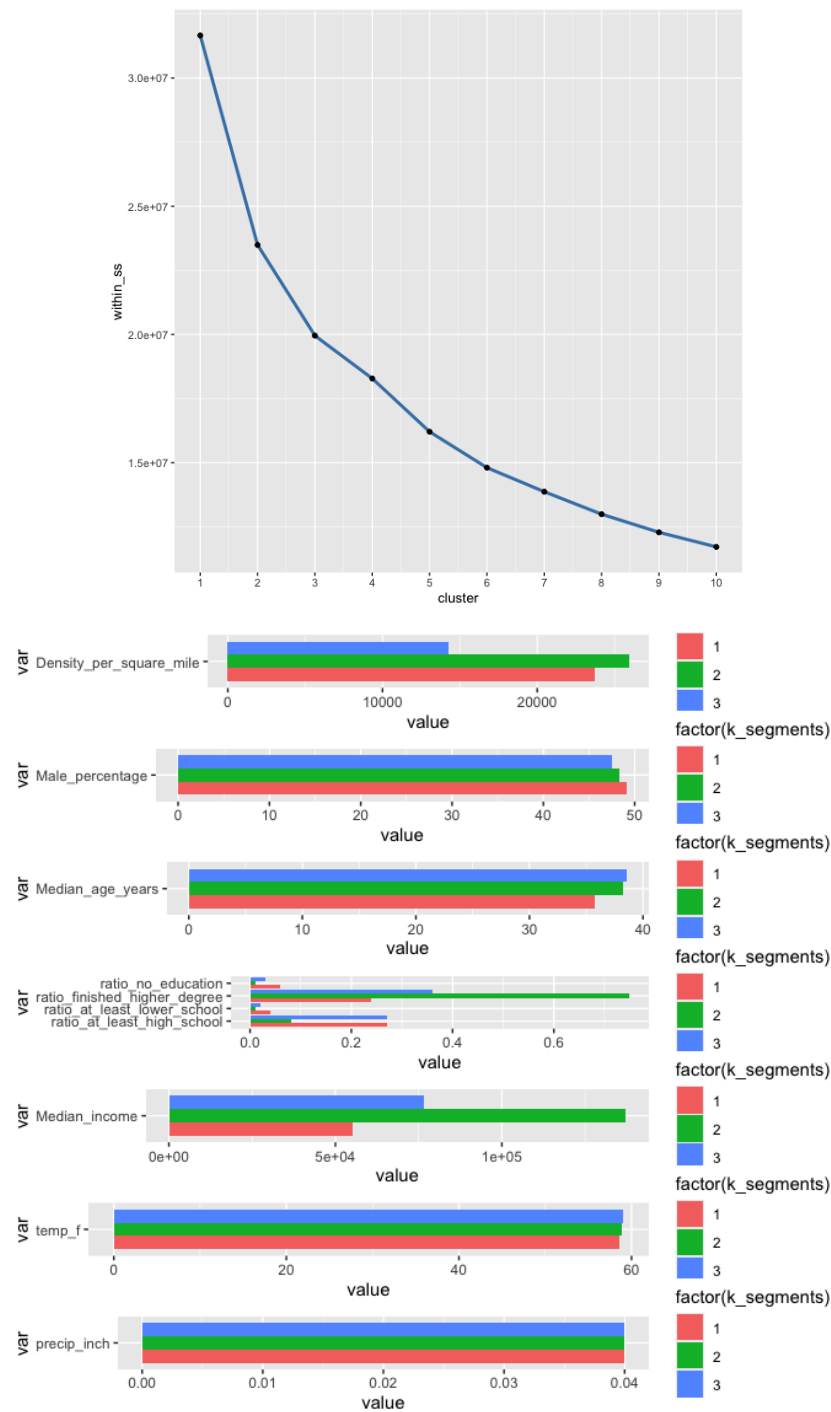 3.0e+07
2.5e+07
2.0e+07
1.5e+07
within_ss
1 2 3 4 5 6 7 8 9 10
cluster
var
Density_per_square_mile
0 10000 20000
value
1
2
3
factor(k_segments)
var
Male_percentage
0 10 20 30 40 50
value
1
2
3
factor(k_segments)
var
Median_age_years
0 10 20 30 40
value
1
2
3
factor(k_segments)
var
ratio_no_education
ratio_finished_higher_degree
ratio_at_least_lower_school
ratio_at_least_high_school
0.0 0.2 0.4 0.6
value
1
2
3
factor(k_segments)
var
Median_income
0e+00 5e+04 1e+05
value
1
2
3
factor(k_segments)
var
temp_f
0 20 40 60
value
1
2
3
factor(k_segments)
var
precip_inch
0.00 0.01 0.02 0.03 0.04
value
1
2
3